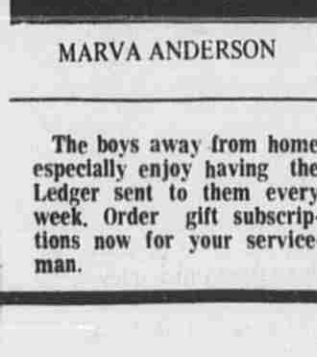 MARVA ANDERSON
The boys away from home
especially enjoy having the
Ledger sent to them every
week. Order gift subscrip-
tions now for your service-
man.